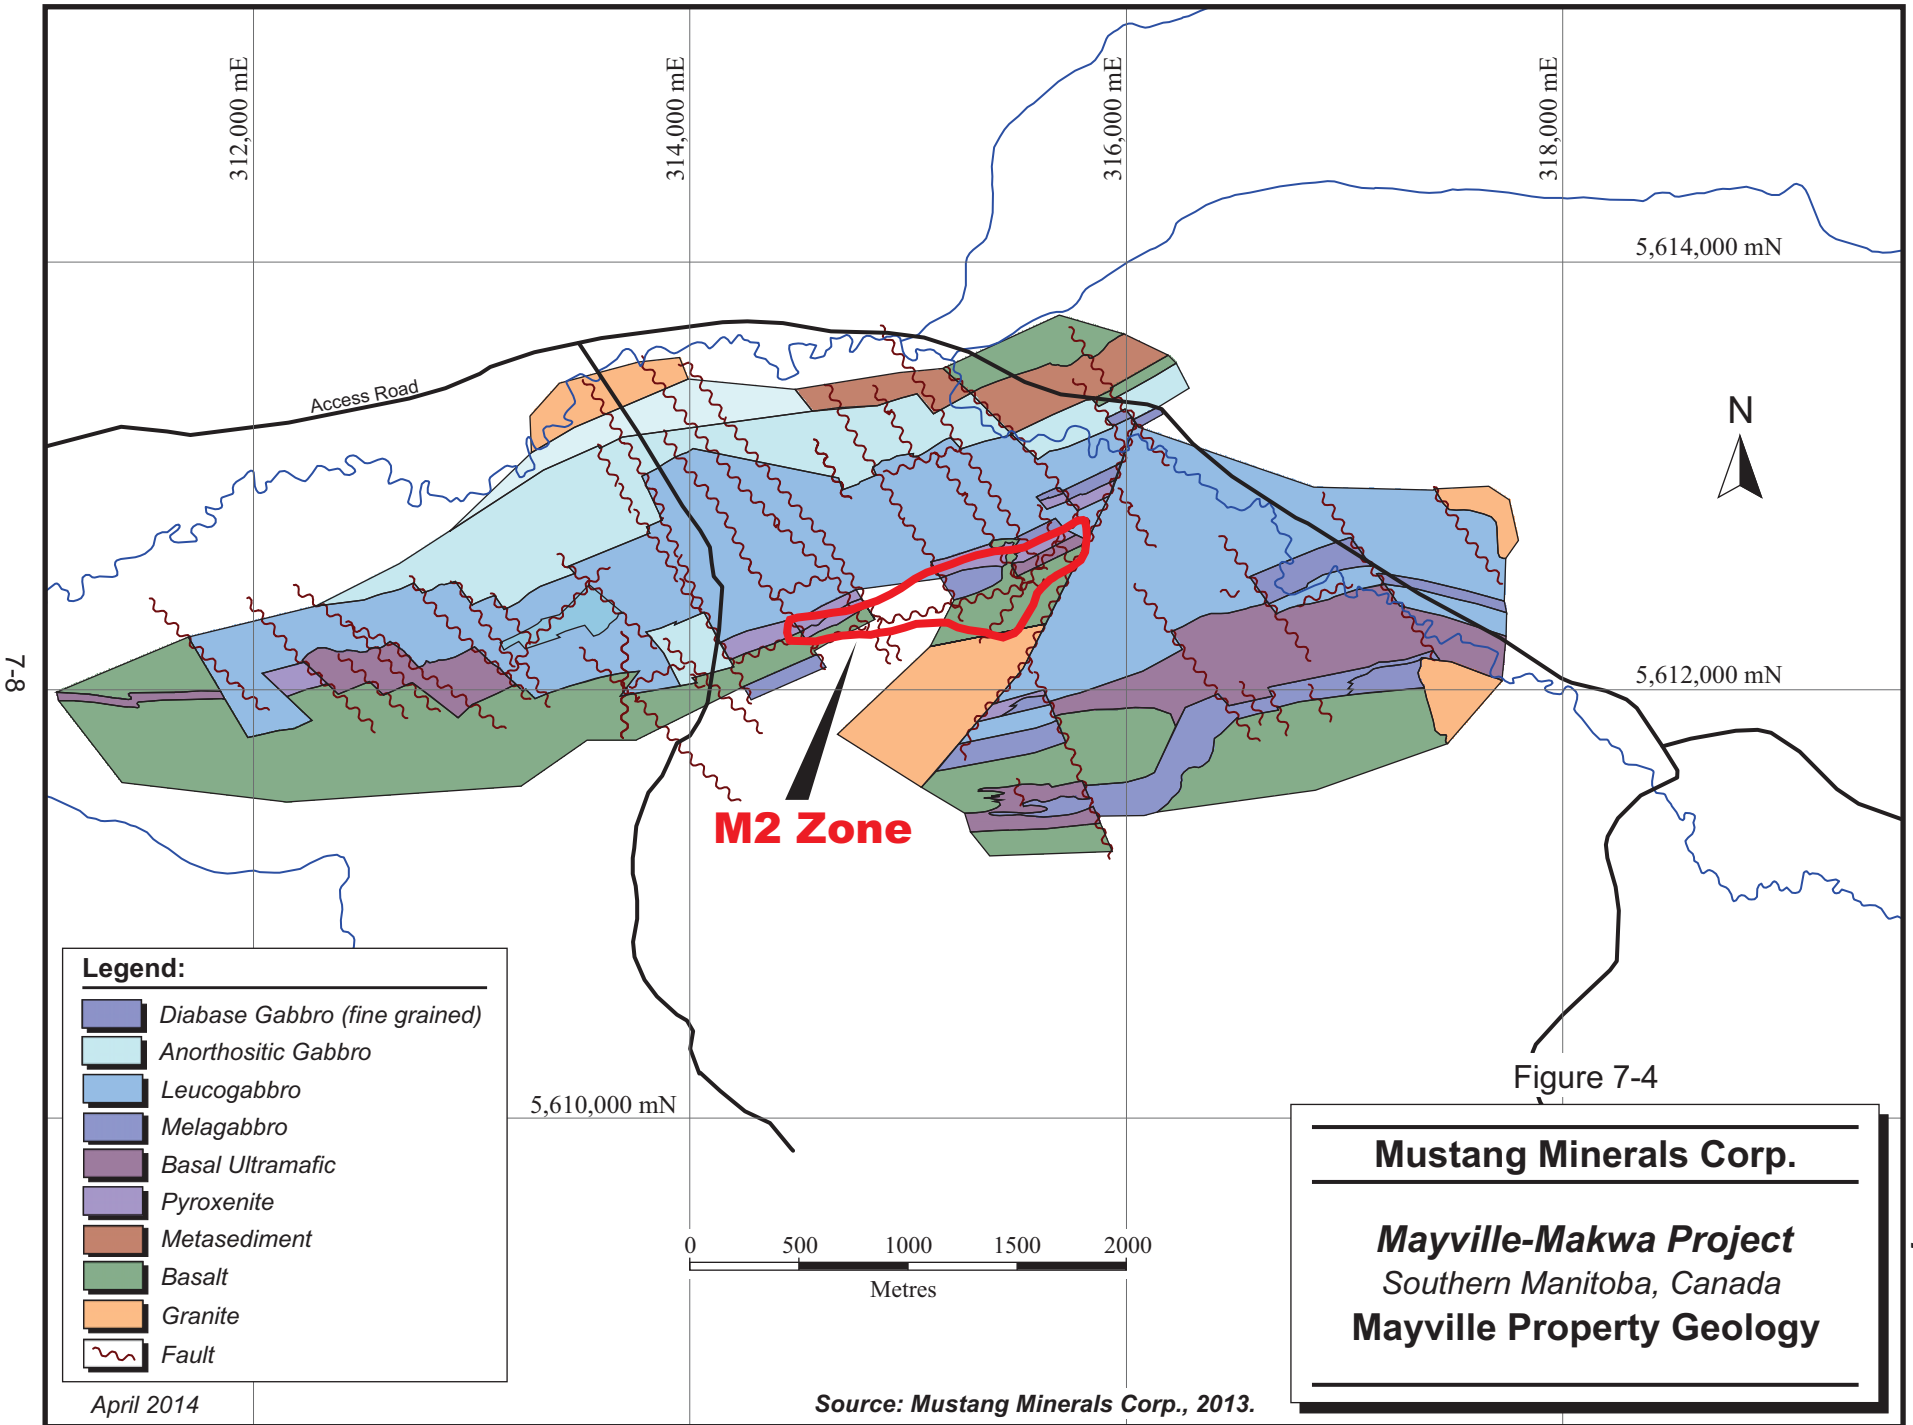 312,000 mE
314,000 mE
316,000 mE
318,000 mE
5,614,000 mN
Access Road
N
7-8
5,612,000 mN
M2 Zone
Legend:
Diabase Gabbro (fine grained)
Anorthositic Gabbro
Leucogabbro
Melagabbro
Basal Ultramafic
Pyroxenite
Metasediment
Basalt
Granite
Fault
5,610,000 mN
0 500 1000 1500 2000
Metres
Figure 7-4
Mustang Minerals Corp.
Mayville-Makwa Project
Southern Manitoba, Canada
Mayville Property Geology
April 2014
Source: Mustang Minerals Corp., 2013.